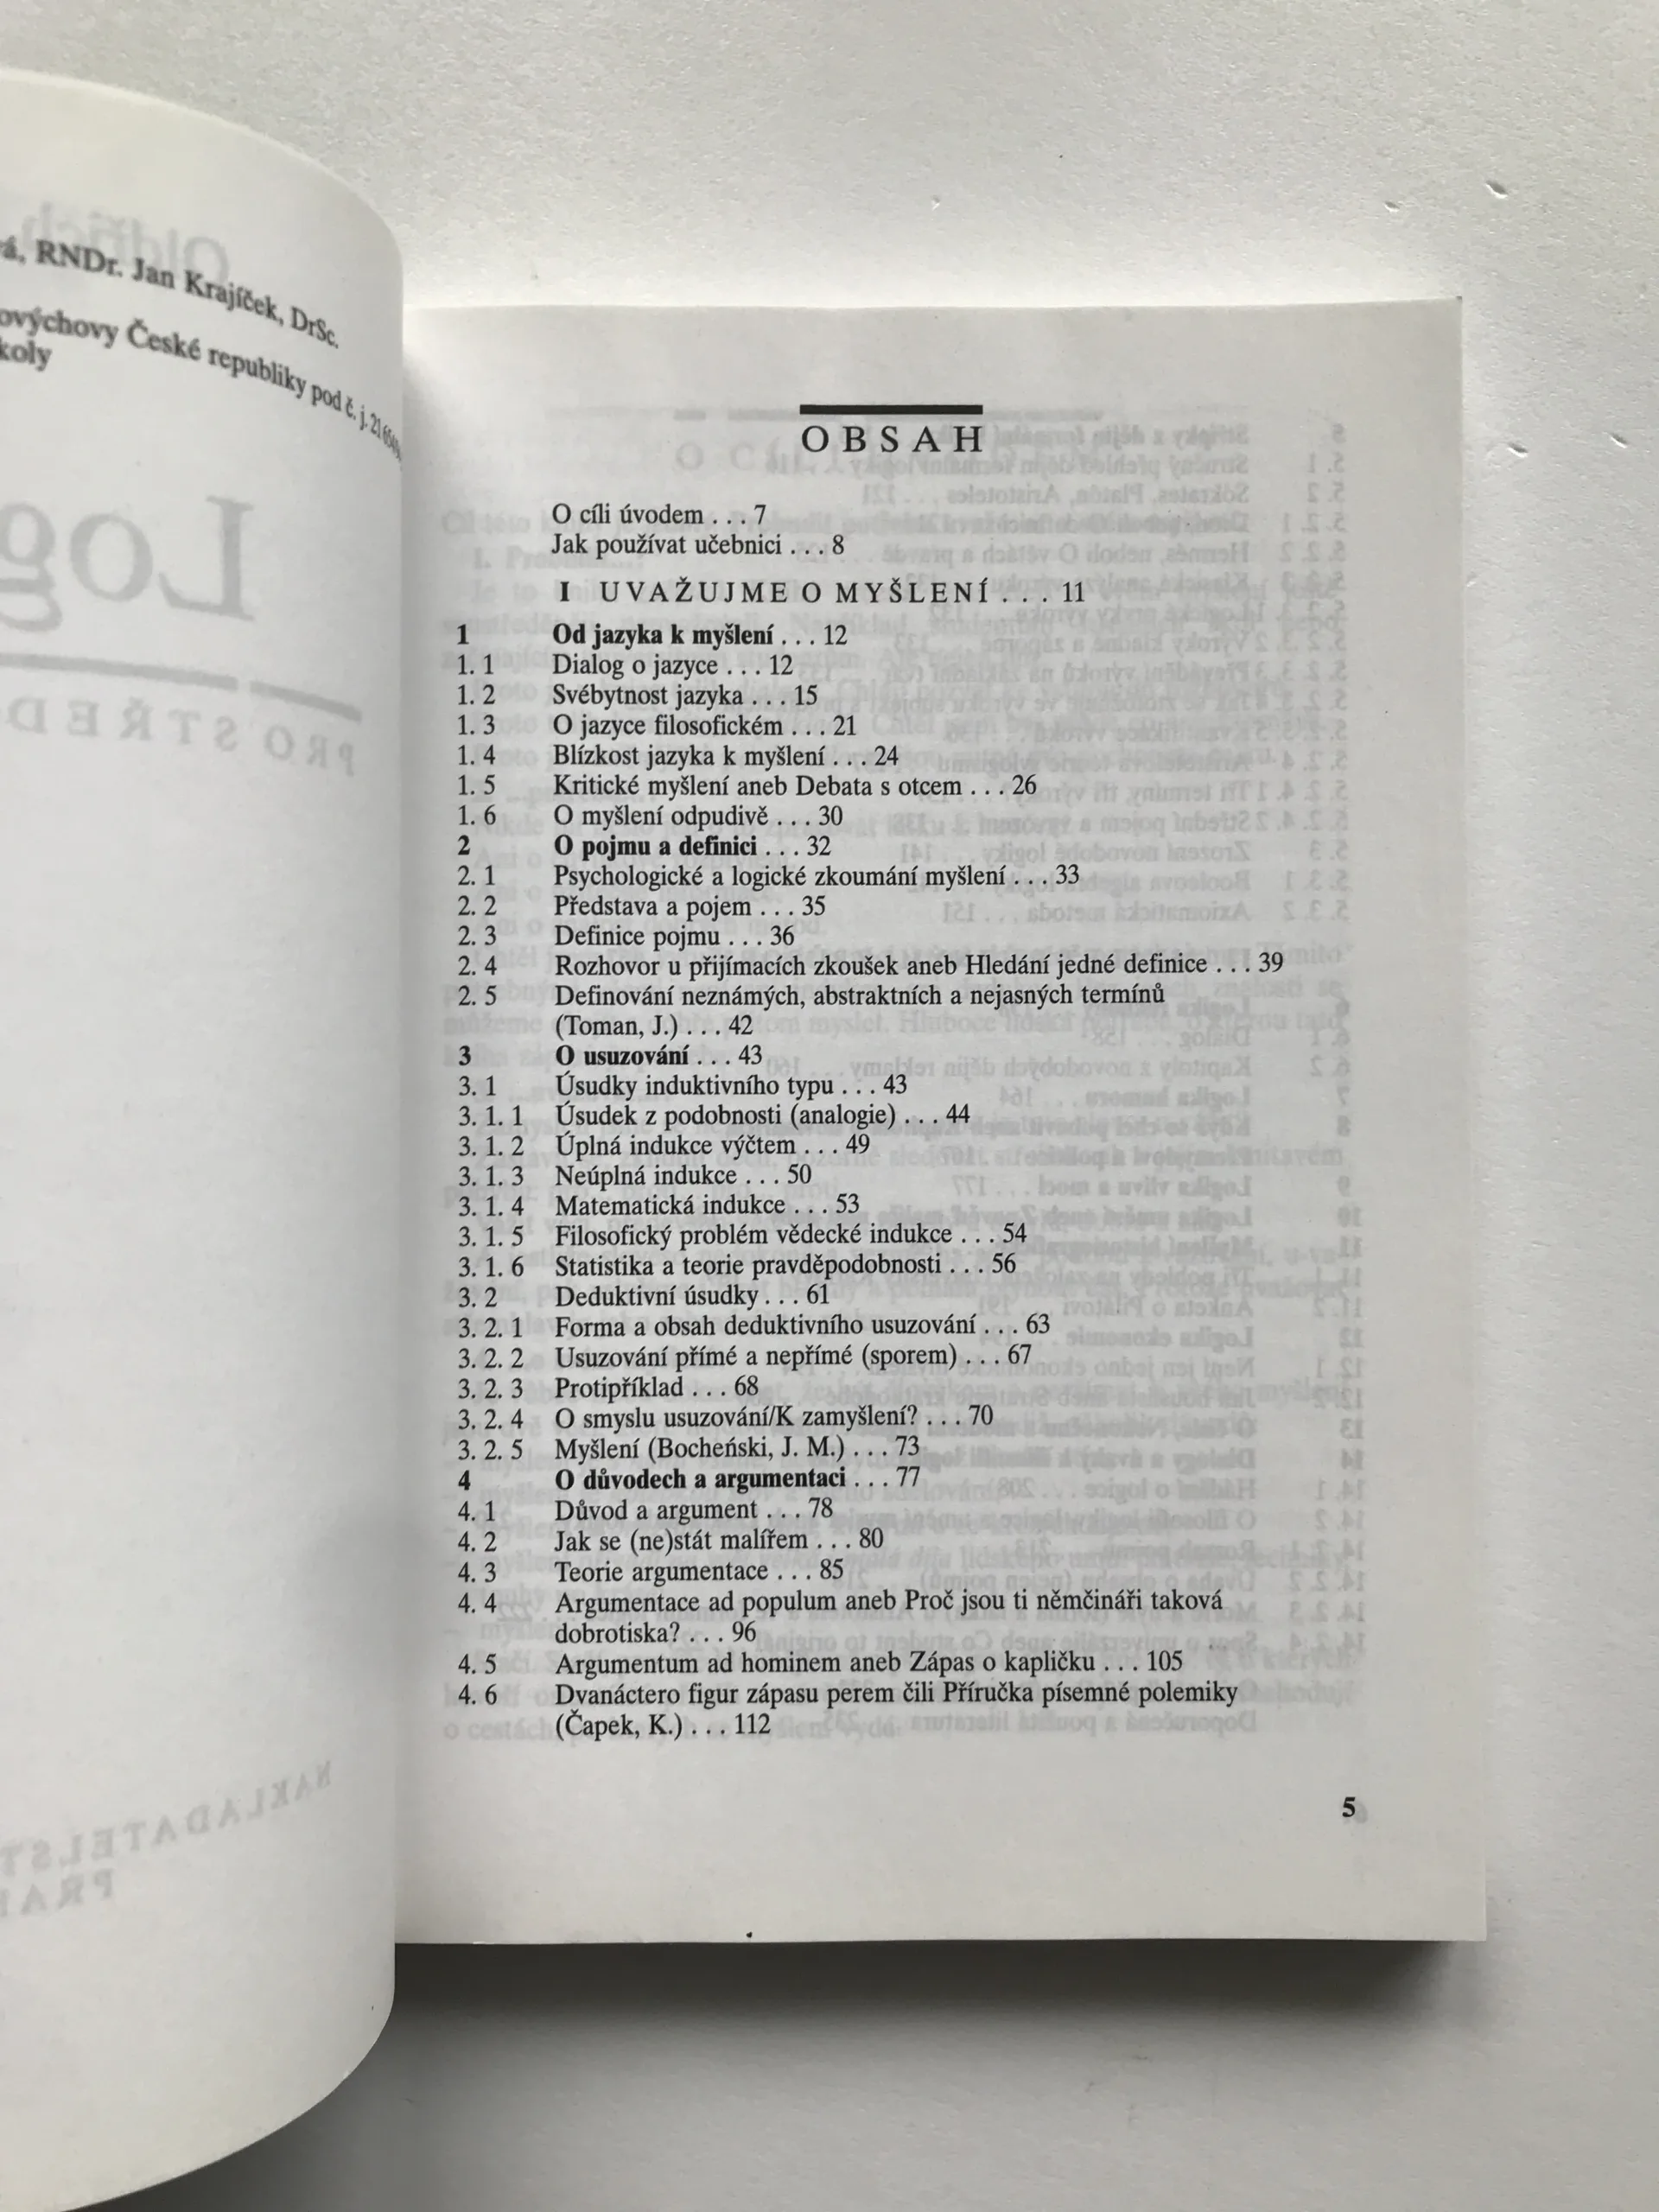 RNDr. Jan Krajíček, DrSc.
České republiky pod č. j.
OBSAH
O cíli úvodem . . . 7
Jak používat učebnici . . . 8
I UVAŽUJME O MYŠLENÍ . . . 11
1 Od jazyka k myšlení . . . 12
1. 1 Dialog o jazyce . . . 12
1. 2 Svébytnost jazyka . . . 15
1. 3 O jazyce filosofickém . . . 21
1. 4 Blízkost jazyka k myšlení . . . 24
1. 5 Kritické myšlení aneb Debata s otcem . . . 26
1. 6 O myšlení odpudivě . . . 30
2 O pojmu a definici . . . 32
2. 1 Psychologické a logické zkoumání myšlení . . . 33
2. 2 Představa a pojem . . . 35
2. 3 Definice pojmu . . . 36
2. 4 Rozhovor u přijímacích zkoušek aneb Hledání jedné definice . . . 39
2. 5 Definování neznámých, abstraktních a nejasných termínů
(Toman, J.) . . . 42
3 O usuzování . . . 43
3. 1 Úsudky induktivního typu . . . 43
3. 1. 1 Úsudek z podobnosti (analogie) . . . 44
3. 1. 2 Úplná indukce výčtem . . . 49
3. 1. 3 Neúplná indukce . . . 50
3. 1. 4 Matematická indukce . . . 53
3. 1. 5 Filosofický problém vědecké indukce . . . 54
3. 1. 6 Statistika a teorie pravděpodobnosti . . . 56
3. 2 Deduktivní úsudky . . . 61
3. 2. 1 Forma a obsah deduktivního usuzování . . . 63
3. 2. 2 Usuzování přímé a nepřímé (sporem) . . . 67
3. 2. 3 Protipříklad . . . 68
3. 2. 4 O smyslu usuzování/K zamyšlení? . . . 70
3. 2. 5 Myšlení (Bocheński, J. M.) . . . 73
4 O důvodech a argumentaci . . . 77
4. 1 Důvod a argument . . . 78
4. 2 Jak se (ne)stát malířem . . . 80
4. 3 Teorie argumentace . . . 85
4. 4 Argumentace ad populum aneb Proč jsou ti němčináři taková
dobrotiska? . . . 96
4. 5 Argumentum ad hominem aneb Zápas o kapličku . . . 105
4. 6 Dvanáctero figur zápasu perem čili Příručka písemné polemiky
(Čapek, K.) . . . 112
5